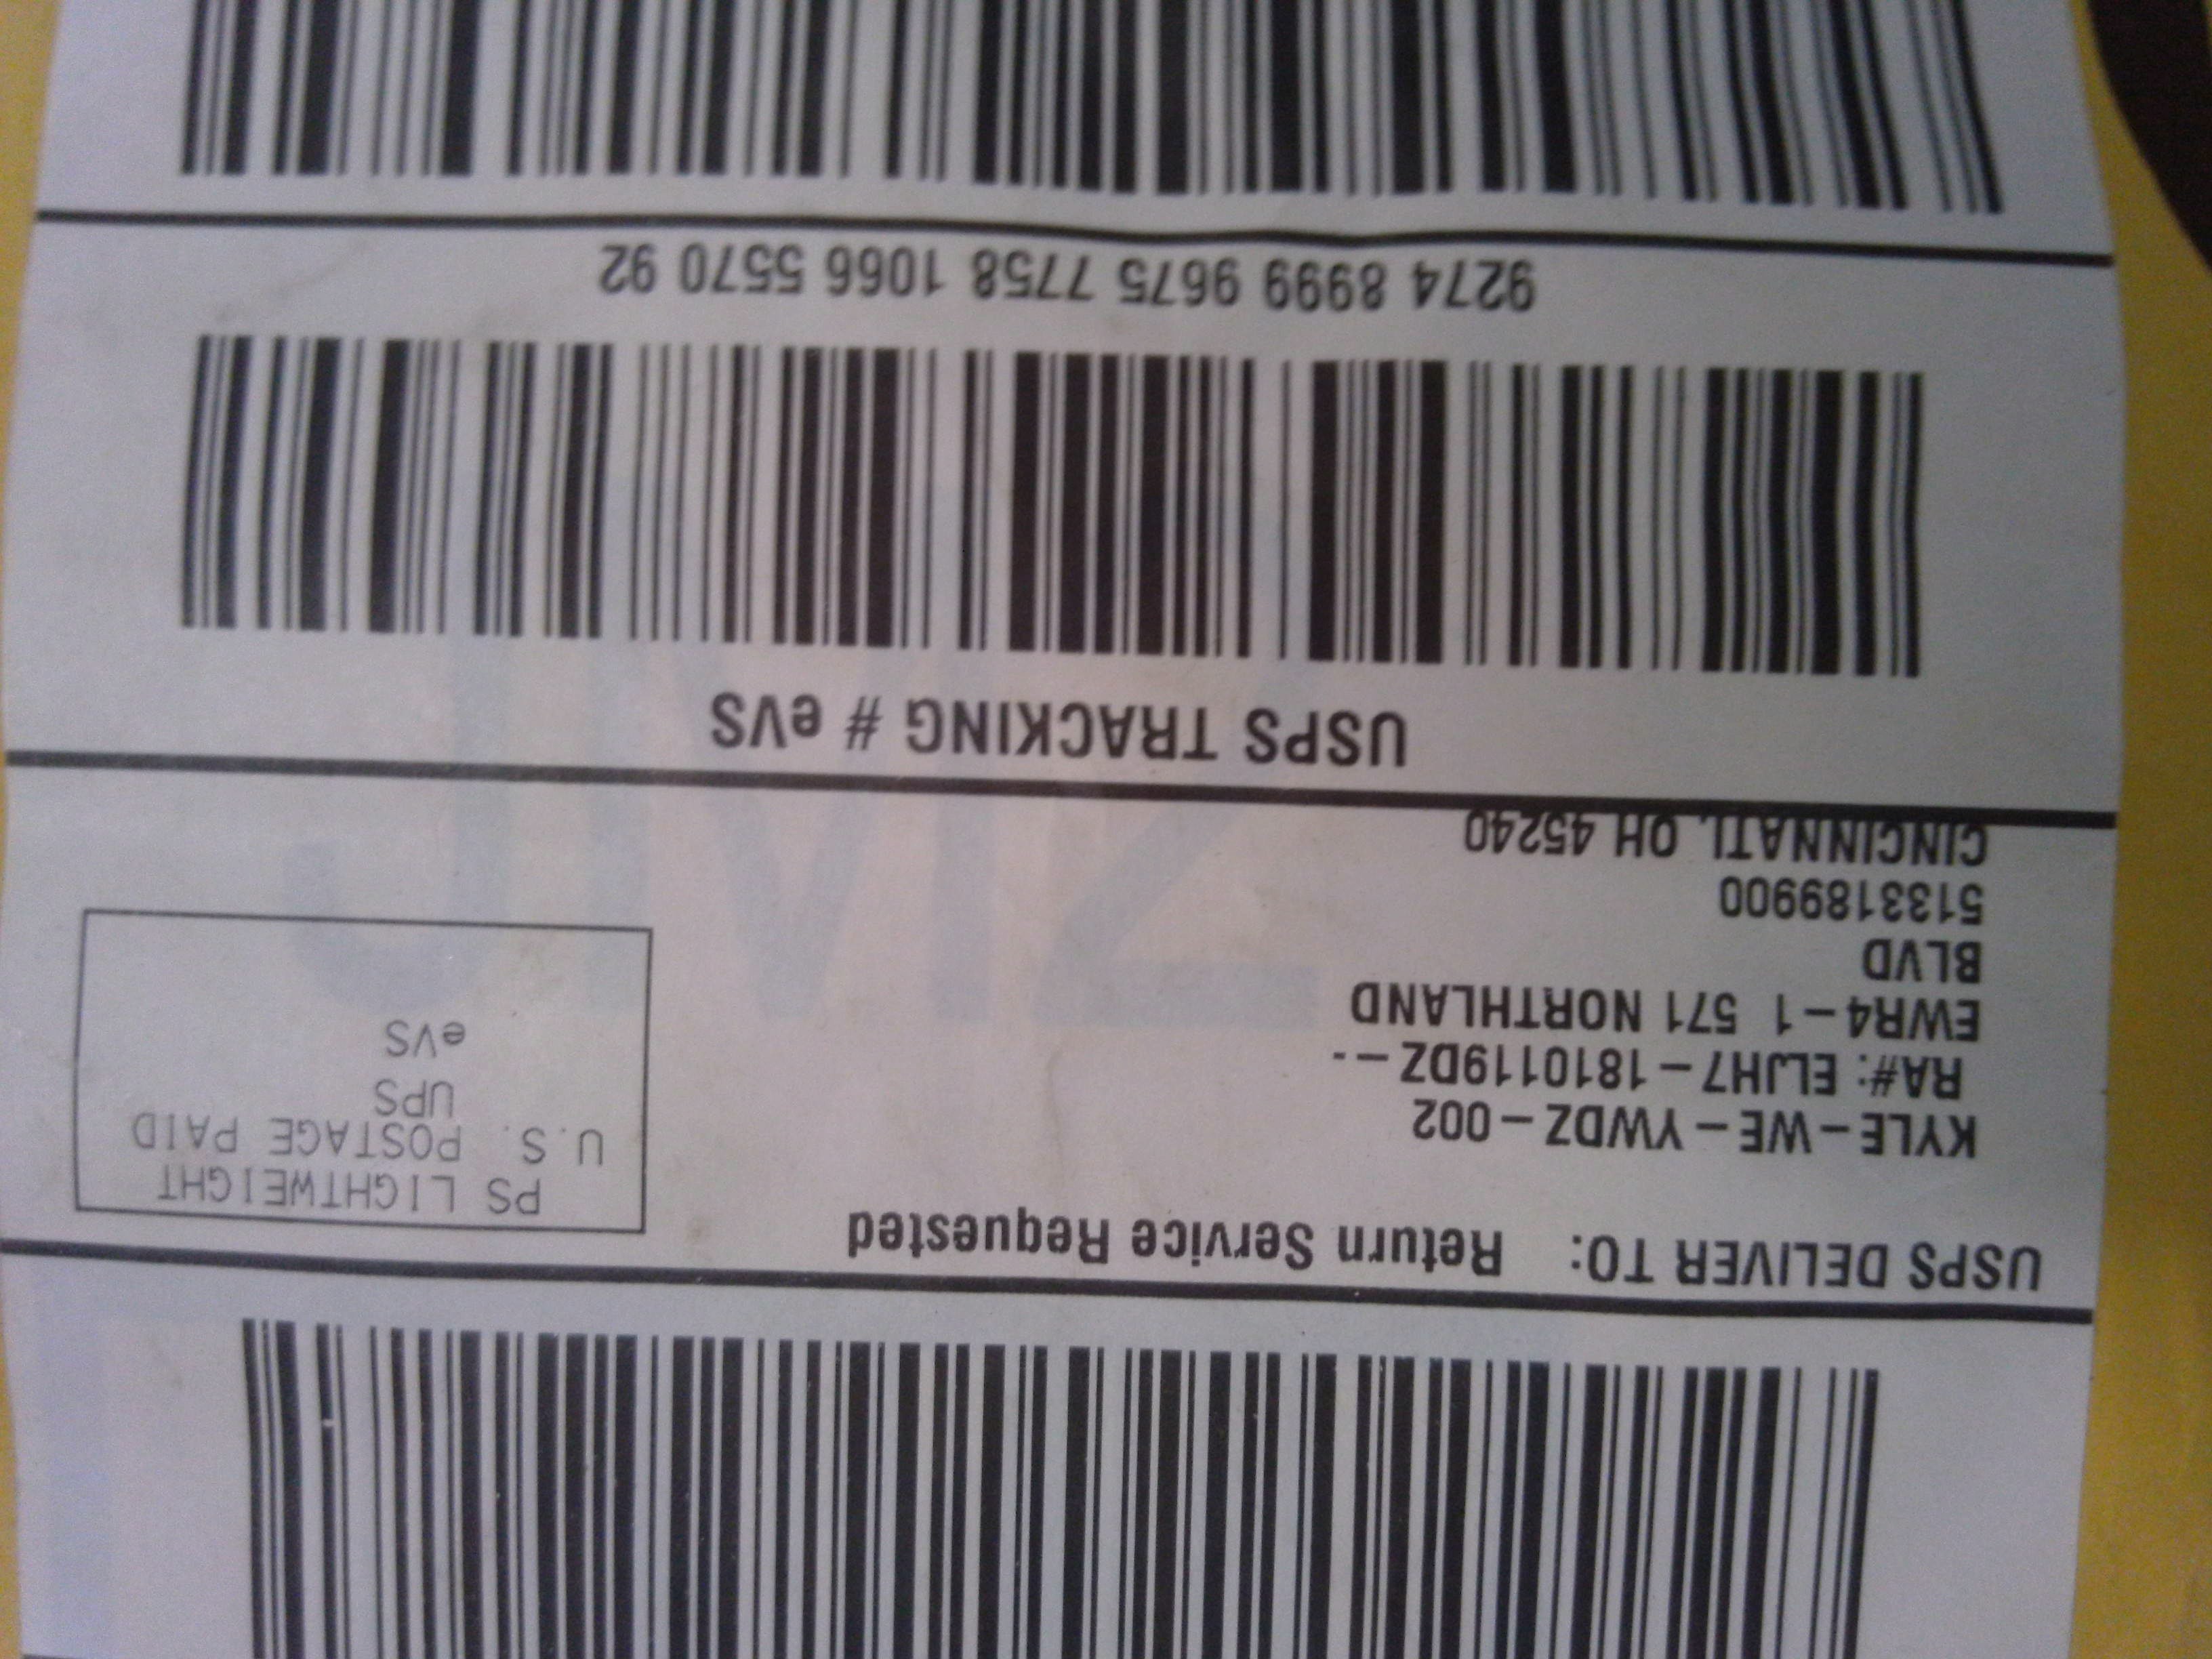 USPS DELIVER TO: Return Service Requested
KYLE-WE-YWDZ-002
RA#: ELJH7-1810119DZ--
EWR4-1 571 NORTHLAND
BLVD
5133189900
CINCINNATI, OH 45240
PS LIGHTWEIGHT
U.S. POSTAGE PAID
UPS
eVS
USPS TRACKING # eVS
9274 8999 9675 7758 1066 5570 92